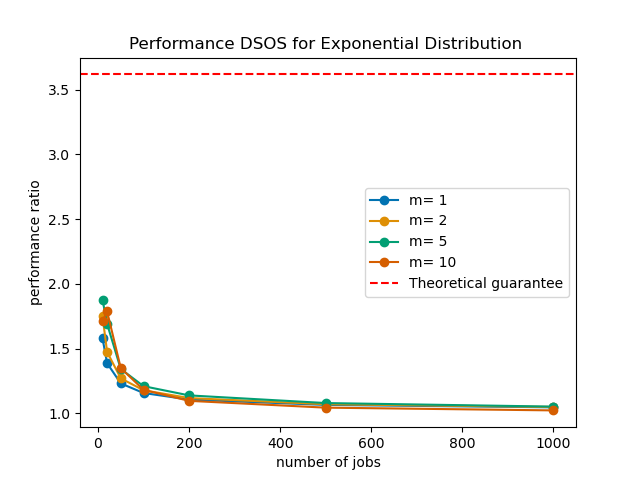 Performance DSOS for Exponential Distribution
performance ratio
3.5
3.0
2.5
2.0
1.5
1.0
m= 1
m= 2
m= 5
m= 10
Theoretical guarantee
0 200 400 600 800 1000
number of jobs